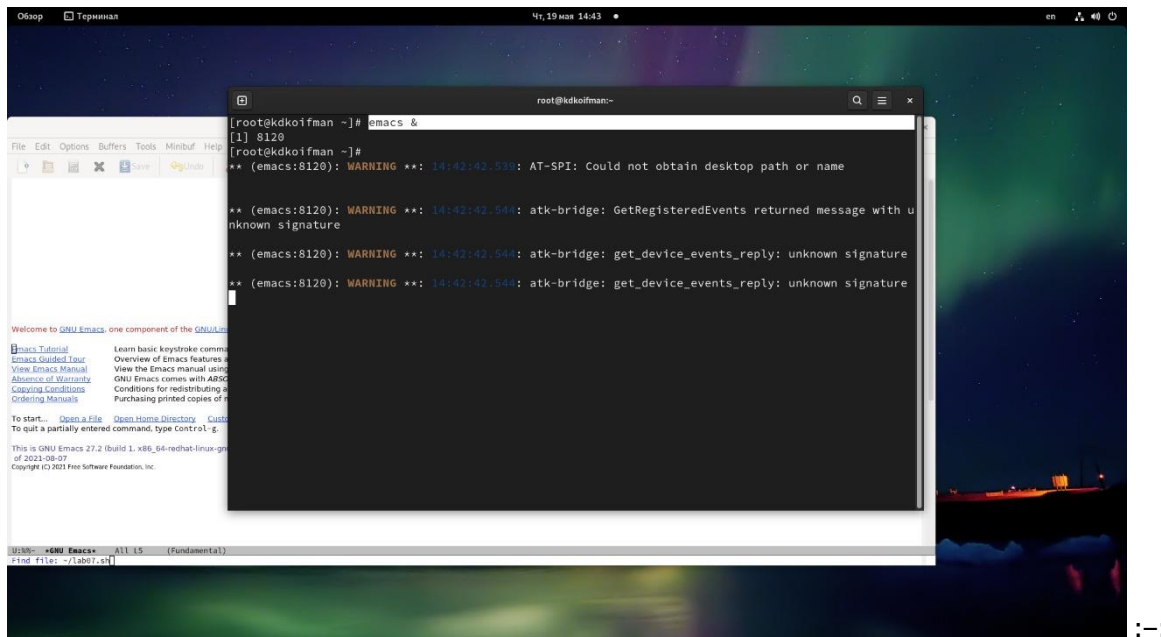 Обзор Терминал Чт, 19 мая 14:43 en
root@kdkoifman:~
[root@kdkoifman ~]# emacs &
[1] 8120
[root@kdkoifman ~]#
** (emacs:8120): WARNING **: 14:42:42.539: AT-SPI: Could not obtain desktop path or name
** (emacs:8120): WARNING **: 14:42:42.544: atk-bridge: GetRegisteredEvents returned message with u
nknown signature
** (emacs:8120): WARNING **: 14:42:42.544: atk-bridge: get_device_events_reply: unknown signature
** (emacs:8120): WARNING **: 14:42:42.544: atk-bridge: get_device_events_reply: unknown signature
File Edit Options Buffers Tools Minibuf Help
Save Undo
Welcome to GNU Emacs, one component of the
Emacs Tutorial Learn basic keystroke
Emacs Guided Tour Overview of Emacs features
View Emacs Manual View the Emacs manual using
Absence of Warranty GNU Emacs comes with
Copying Conditions Conditions for redistributing
Ordering Manuals Purchasing printed copies of
To start... Open a File Open Home Directory
To quit a partially entered command, type Control-g.
This is GNU Emacs 27.2 (build 1, x86_64-redhat-linux-gn
of 2021-08-07
Copyright (C) 2021 Free Software Foundation, Inc.
U:%%- *GNU Emacs* All L5 (Fundamental)
Find file: ~/lab07.sh
:-